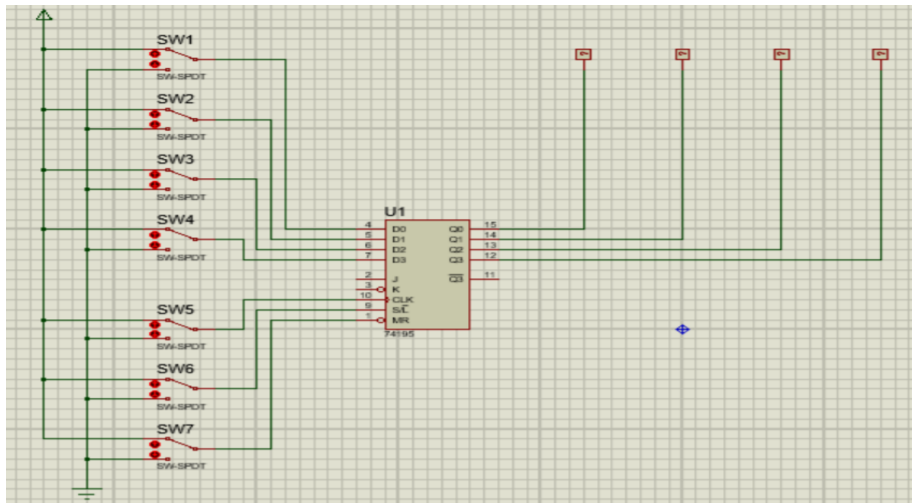 SW1
SW-SPDT
SW2
SW-SPDT
SW3
SW-SPDT
SW4
SW-SPDT
SW5
SW-SPDT
SW6
SW-SPDT
SW7
SW-SPDT
U1
4 D0 Q0 15
5 D1 Q1 14
6 D2 Q2 13
7 D3 Q3 12
2 J Q3 11
3 K
10 CLK
9 S/L
1 MR
74195
? ? ? ?